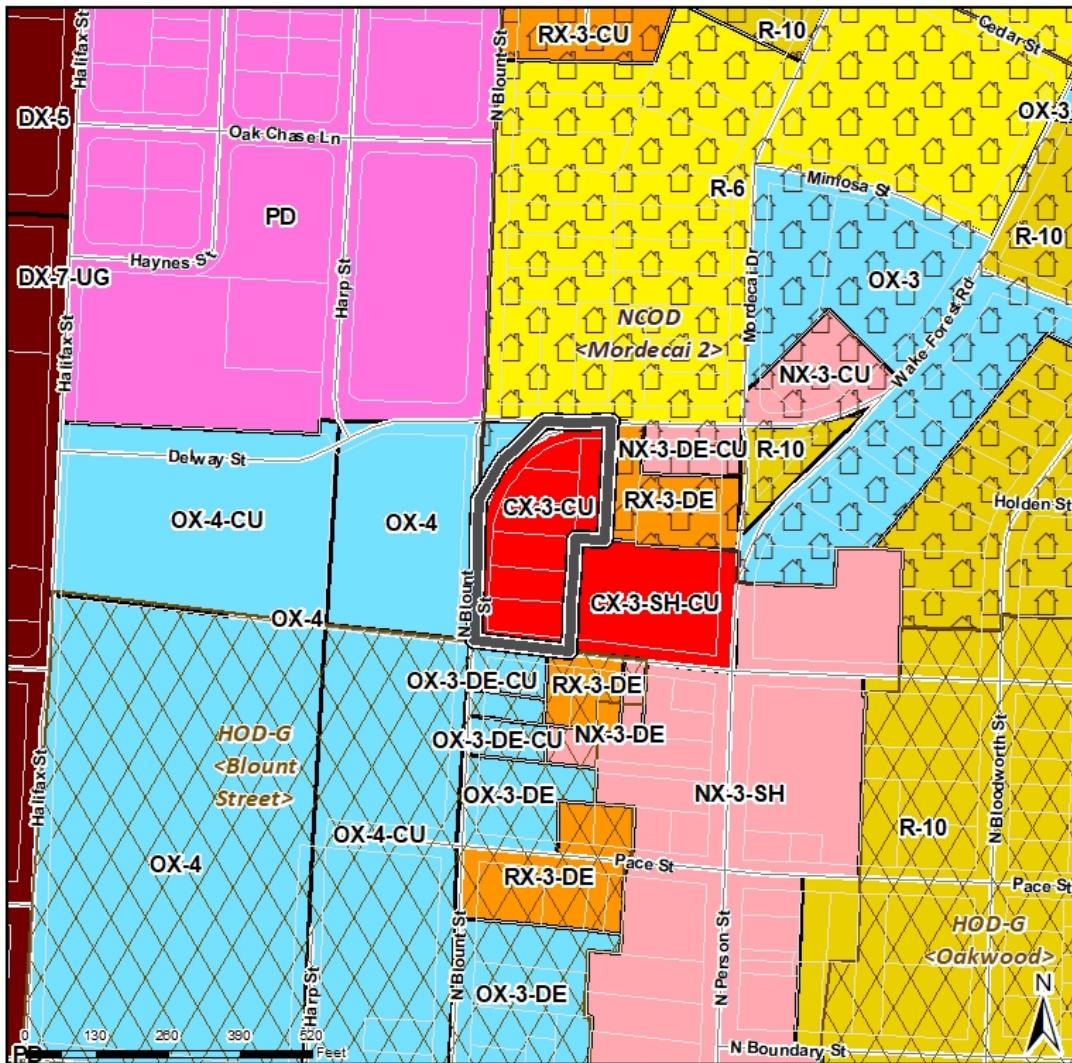 Halifax St
N Blount St
RX-3-CU
R-10
Cedar St
DX-5
Oak Chase Ln
OX-3
R-6
Mimosa St
PD
Harp St
Haynes St
DX-7-UG
R-10
OX-3
Mordecai Dr
Wake Forest Rd
NCOD
<Mordecai 2>
Halifax St
NX-3-CU
Delway St
NX-3-DE-CU
R-10
CX-3-CU
RX-3-DE
Holden St
OX-4-CU
OX-4
N Blount
St
CX-3-SH-CU
OX-4
OX-3-DE-CU
RX-3-DE
HOD-G
<Blount
Street>
OX-3-DE-CU
NX-3-DE
N Bloodworth St
Halifax St
OX-3-DE
NX-3-SH
OX-4-CU
R-10
OX-4
Pace St
RX-3-DE
Pace St
HOD-G
<Oakwood>
N Blount St
N Person St
Harp St
OX-3-DE
N
0 130 260 390 520
Feet
PD
N Boundary St